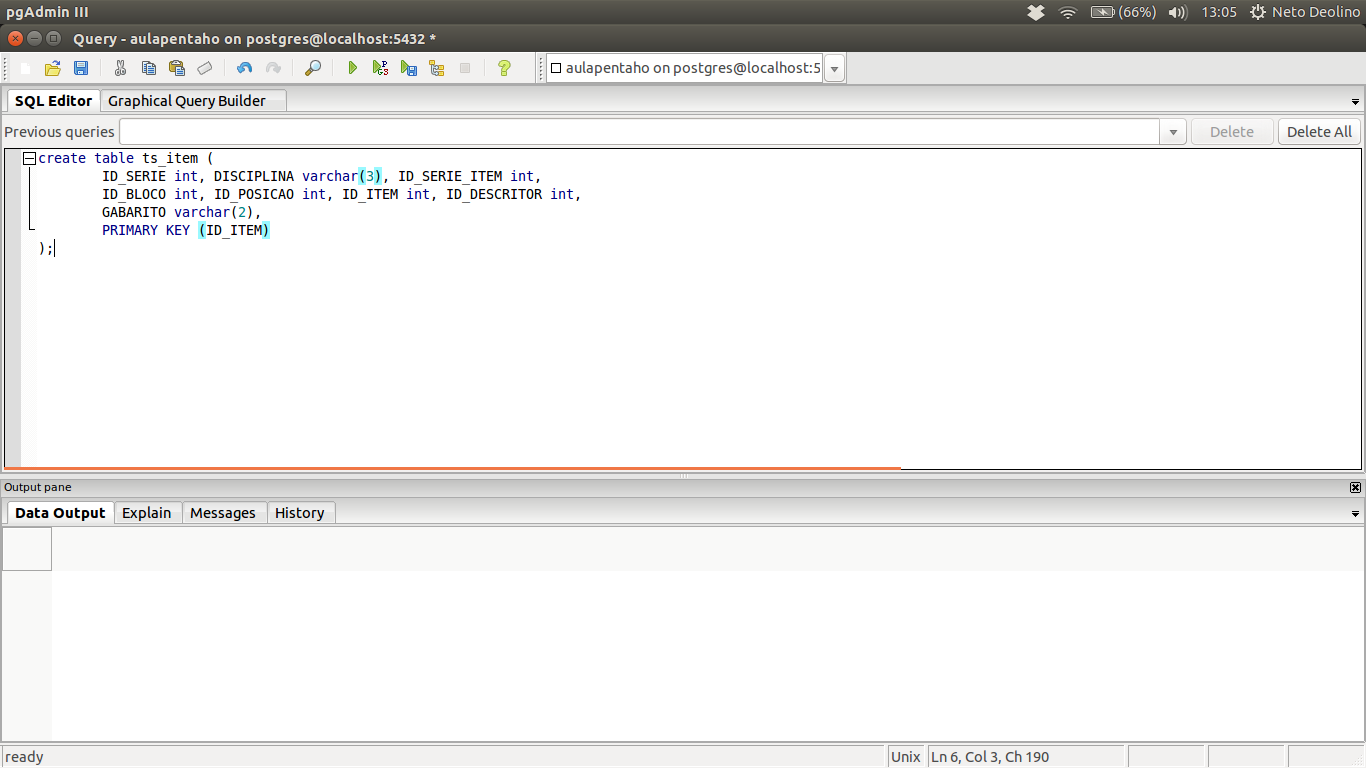 pgAdmin III (66%) 13:05 Neto Deolino
Query - aulapentaho on postgres@localhost:5432 *
aulapentaho on postgres@localhost:5
SQL Editor Graphical Query Builder
Previous queries Delete Delete All
create table ts_item (
ID_SERIE int, DISCIPLINA varchar(3), ID_SERIE_ITEM int,
ID_BLOCO int, ID_POSICAO int, ID_ITEM int, ID_DESCRITOR int,
GABARITO varchar(2),
PRIMARY KEY (ID_ITEM)
);
Output pane
Data Output Explain Messages History
ready Unix Ln 6, Col 3, Ch 190